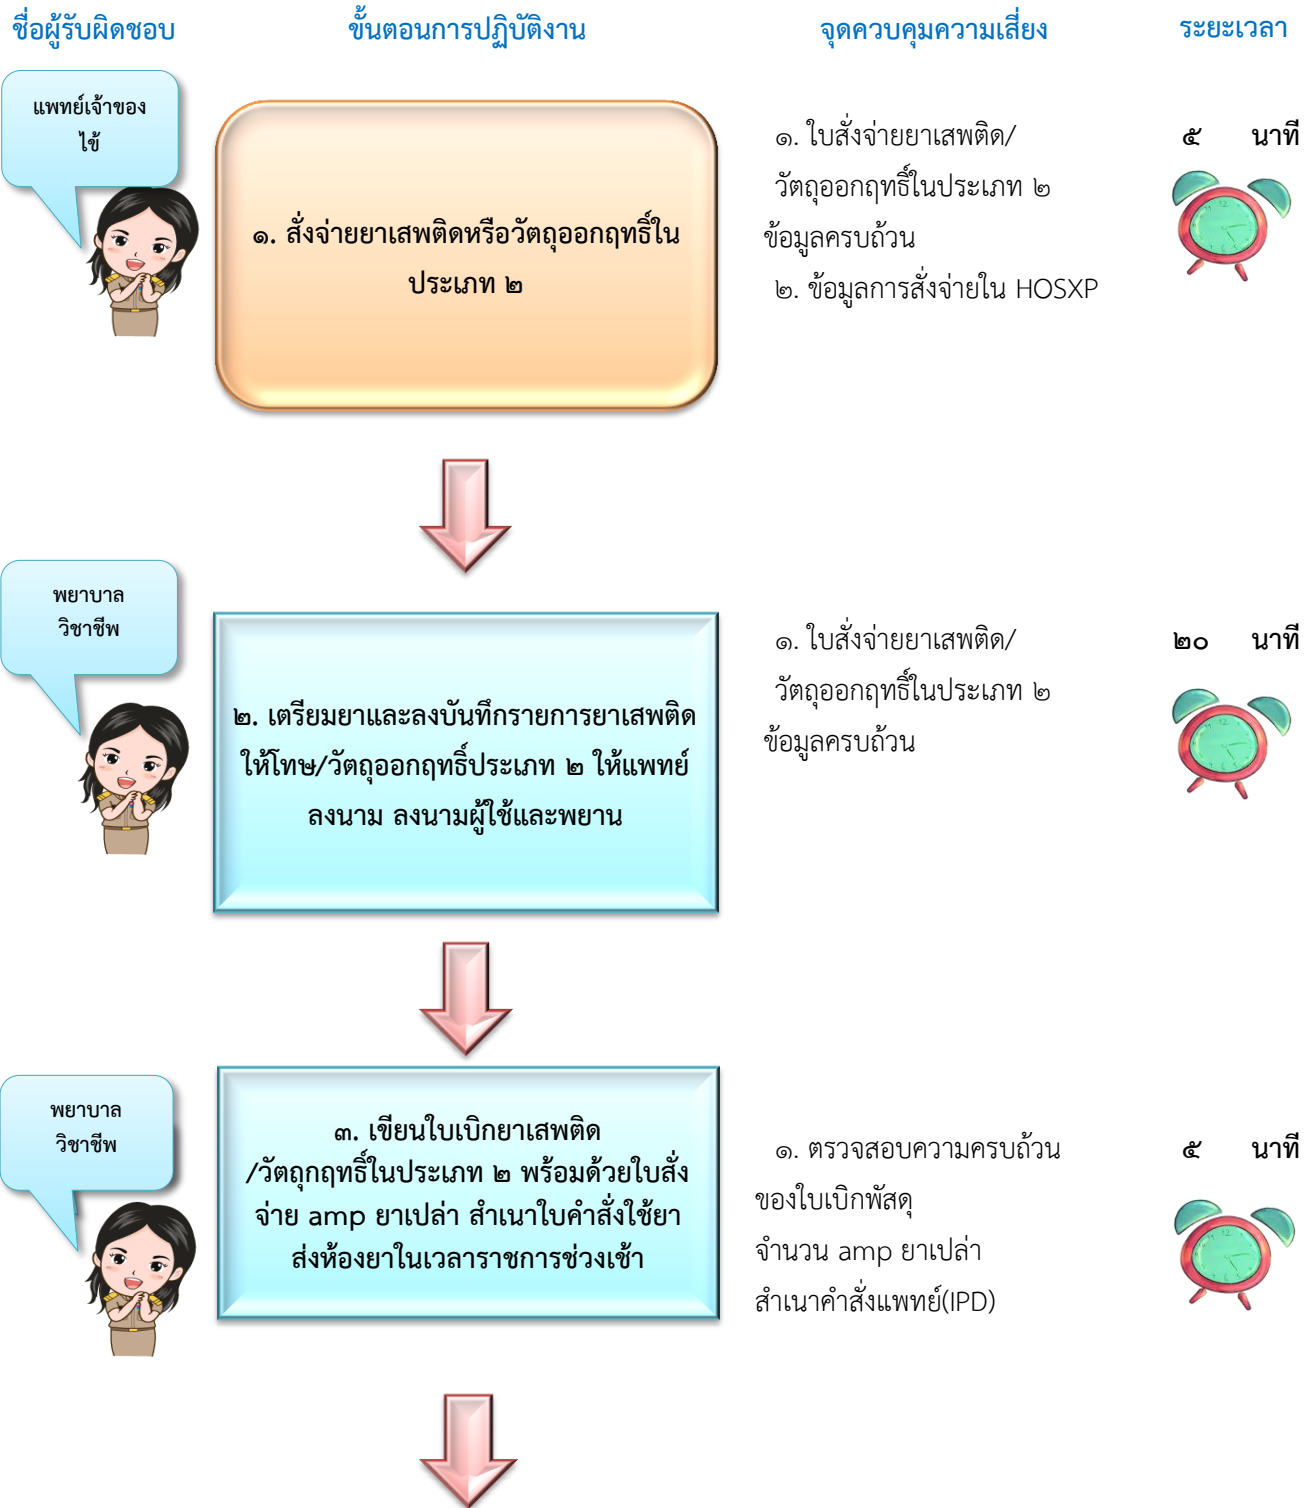 ชื่อผู้รับผิดชอบ
ขั้นตอนการปฏิบัติงาน
จุดควบคุมความเสี่ยง
ระยะเวลา
แพทย์เจ้าของ
ไข้
๑. สั่งจ่ายยาเสพติดหรือวัตถุออกฤทธิ์ใน
ประเภท ๒
๑. ใบสั่งจ่ายยาเสพติด/
วัตถุออกฤทธิ์ในประเภท ๒
ข้อมูลครบถ้วน
๒. ข้อมูลการสั่งจ่ายใน HOSXP
๕ นาที
พยาบาล
วิชาชีพ
๒. เตรียมยาและลงบันทึกรายการยาเสพติด
ให้โทษ/วัตถุออกฤทธิ์ประเภท ๒ ให้แพทย์
ลงนาม ลงนามผู้ใช้และพยาน
๑. ใบสั่งจ่ายยาเสพติด/
วัตถุออกฤทธิ์ในประเภท ๒
ข้อมูลครบถ้วน
๒๐ นาที
พยาบาล
วิชาชีพ
๓. เขียนใบเบิกยาเสพติด
/วัตถุกฤทธิ์ในประเภท ๒ พร้อมด้วยใบสั่ง
จ่าย amp ยาเปล่า สำเนาใบคำสั่งใช้ยา
ส่งห้องยาในเวลาราชการช่วงเช้า
๑. ตรวจสอบความครบถ้วน
ของใบเบิกพัสดุ
จำนวน amp ยาเปล่า
สำเนาคำสั่งแพทย์(IPD)
๕ นาที